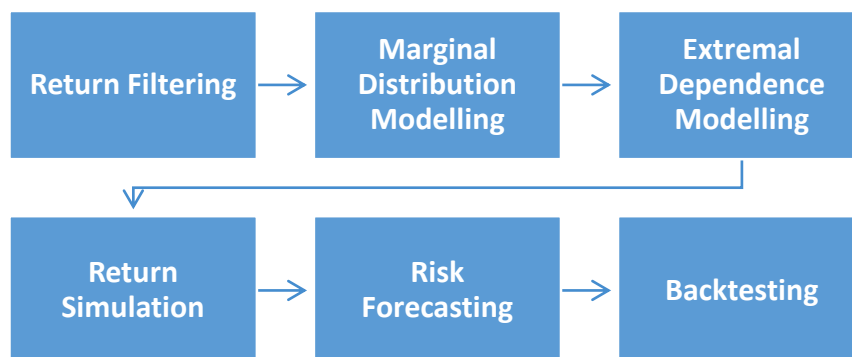 Return Filtering
Marginal
Distribution
Modelling
Extremal
Dependence
Modelling
Return
Simulation
Risk
Forecasting
Backtesting